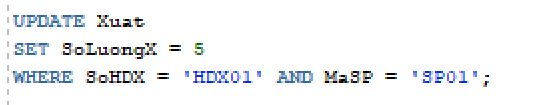 UPDATE Xuat
SET SoLuongX = 5
WHERE SoHDX = 'HDX01' AND MaSP = 'SP01';